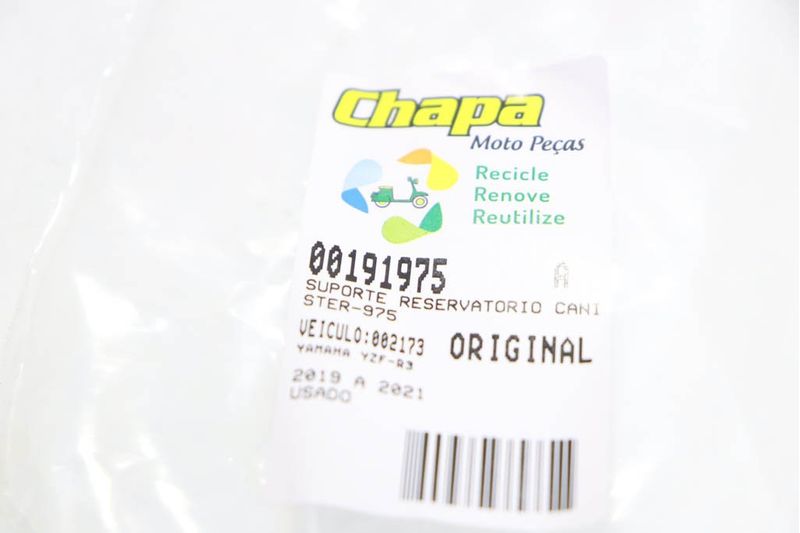 Chapa
Moto Peças
Recicle
Renove
Reutilize
00191975
A
SUPORTE RESERVATORIO CANI
STER-975
VEICULO:002173
ORIGINAL
YAMAHA YZF-R3
2019 A 2021
USADO